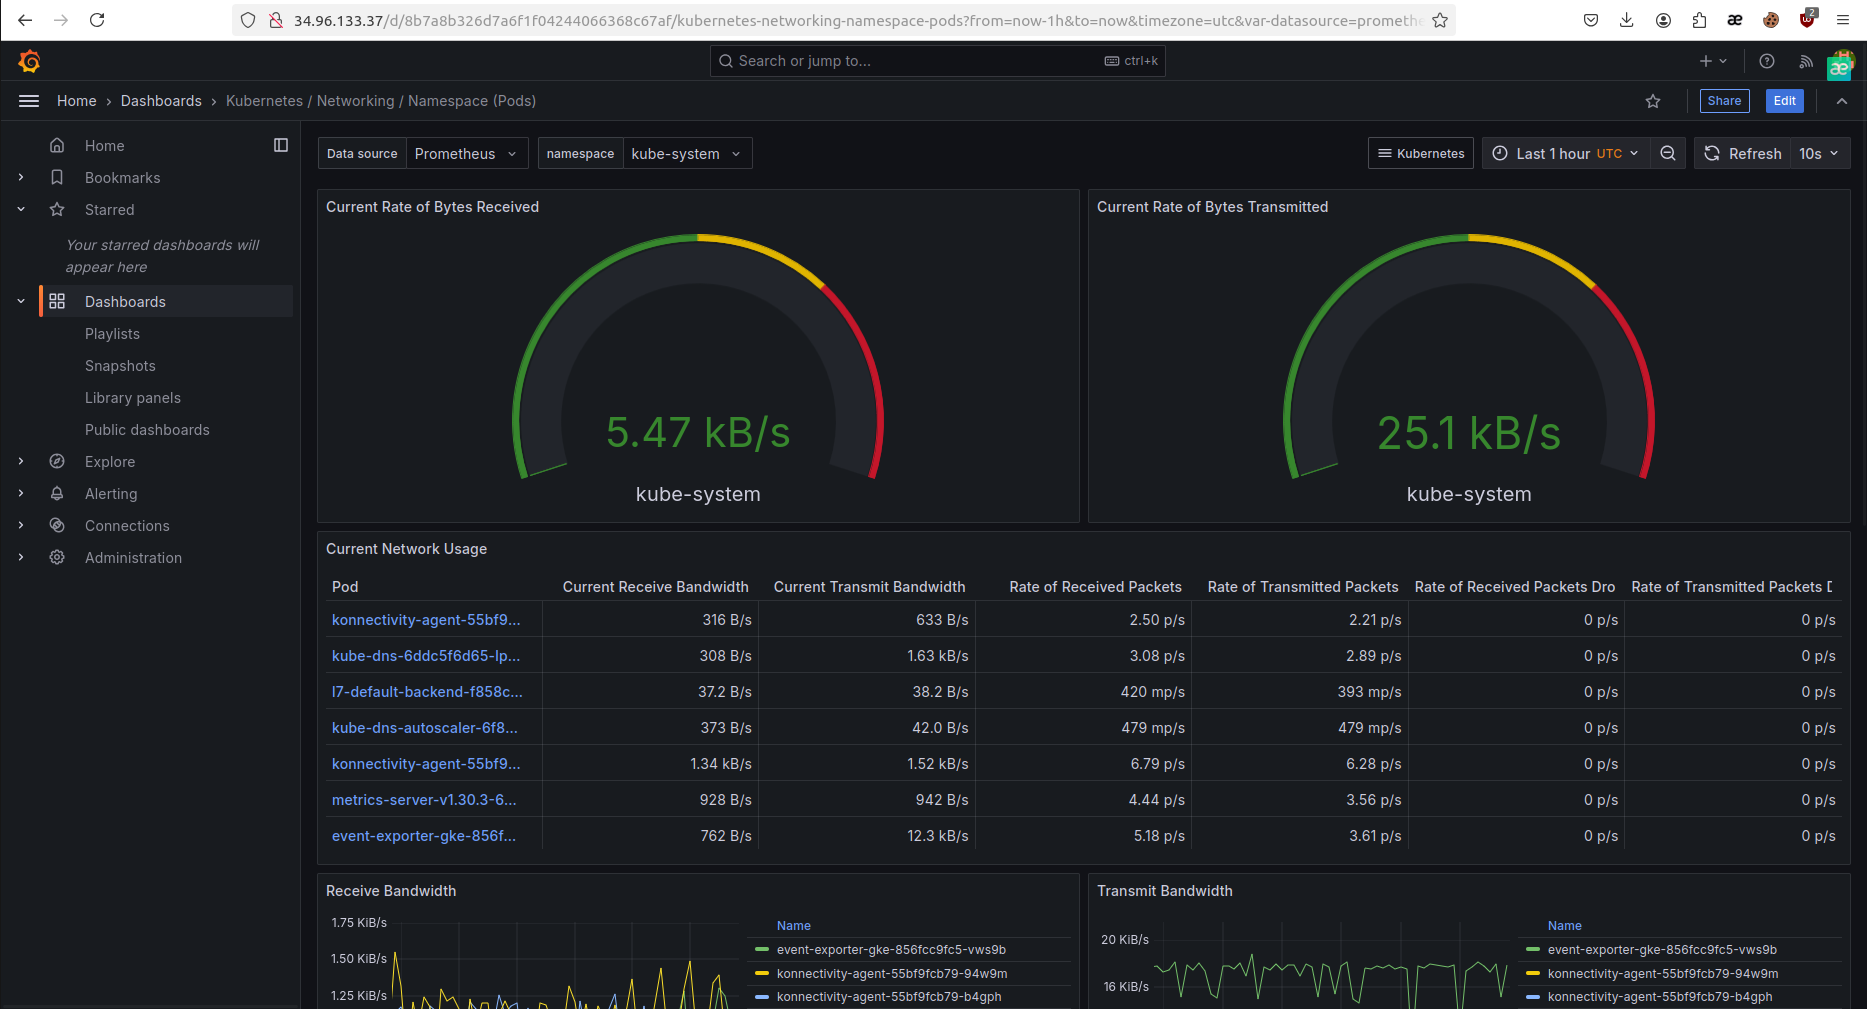 34.96.133.37/d/8b7a8b326d7a6f1f04244066368c67af/kubernetes-networking-namespace-pods?from=now-1h&to=now&timezone=utc&var-datasource=promethe
2
Search or jump to...
ctrl+k
Home › Dashboards › Kubernetes / Networking / Namespace (Pods)
Share
Edit
Home
Bookmarks
Starred
Your starred dashboards will
appear here
Dashboards
Playlists
Snapshots
Library panels
Public dashboards
Explore
Alerting
Connections
Administration
Data source Prometheus
namespace kube-system
Kubernetes
Last 1 hour UTC
Refresh 10s
Current Rate of Bytes Received
5.47 kB/s
kube-system
Current Rate of Bytes Transmitted
25.1 kB/s
kube-system
Current Network Usage
Pod Current Receive Bandwidth Current Transmit Bandwidth Rate of Received Packets Rate of Transmitted Packets Rate of Received Packets Dro Rate of Transmitted Packets D
konnectivity-agent-55bf9... 316 B/s 633 B/s 2.50 p/s 2.21 p/s 0 p/s 0 p/s
kube-dns-6ddc5f6d65-lp... 308 B/s 1.63 kB/s 3.08 p/s 2.89 p/s 0 p/s 0 p/s
l7-default-backend-f858c... 37.2 B/s 38.2 B/s 420 mp/s 393 mp/s 0 p/s 0 p/s
kube-dns-autoscaler-6f8... 373 B/s 42.0 B/s 479 mp/s 479 mp/s 0 p/s 0 p/s
konnectivity-agent-55bf9... 1.34 kB/s 1.52 kB/s 6.79 p/s 6.28 p/s 0 p/s 0 p/s
metrics-server-v1.30.3-6... 928 B/s 942 B/s 4.44 p/s 3.56 p/s 0 p/s 0 p/s
event-exporter-gke-856f... 762 B/s 12.3 kB/s 5.18 p/s 3.61 p/s 0 p/s 0 p/s
Receive Bandwidth
1.75 KiB/s
1.50 KiB/s
1.25 KiB/s
Name
event-exporter-gke-856fcc9fc5-vws9b
konnectivity-agent-55bf9fcb79-94w9m
konnectivity-agent-55bf9fcb79-b4gph
Transmit Bandwidth
20 KiB/s
16 KiB/s
Name
event-exporter-gke-856fcc9fc5-vws9b
konnectivity-agent-55bf9fcb79-94w9m
konnectivity-agent-55bf9fcb79-b4gph